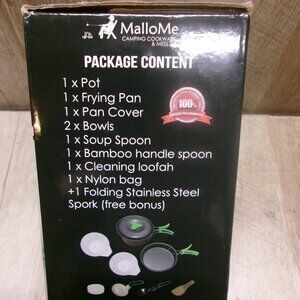 MalloMe
CAMPING COOKWARE
& MESS
PACKAGE CONTENT
1 x Pot
1 x Frying Pan
1 x Pan Cover
2 x Bowls
1 x Soup Spoon
1 x Bamboo handle spoon
1 x Cleaning loofah
1 x Nylon bag
+1 Folding Stainless Steel
Spork (free bonus)
100%